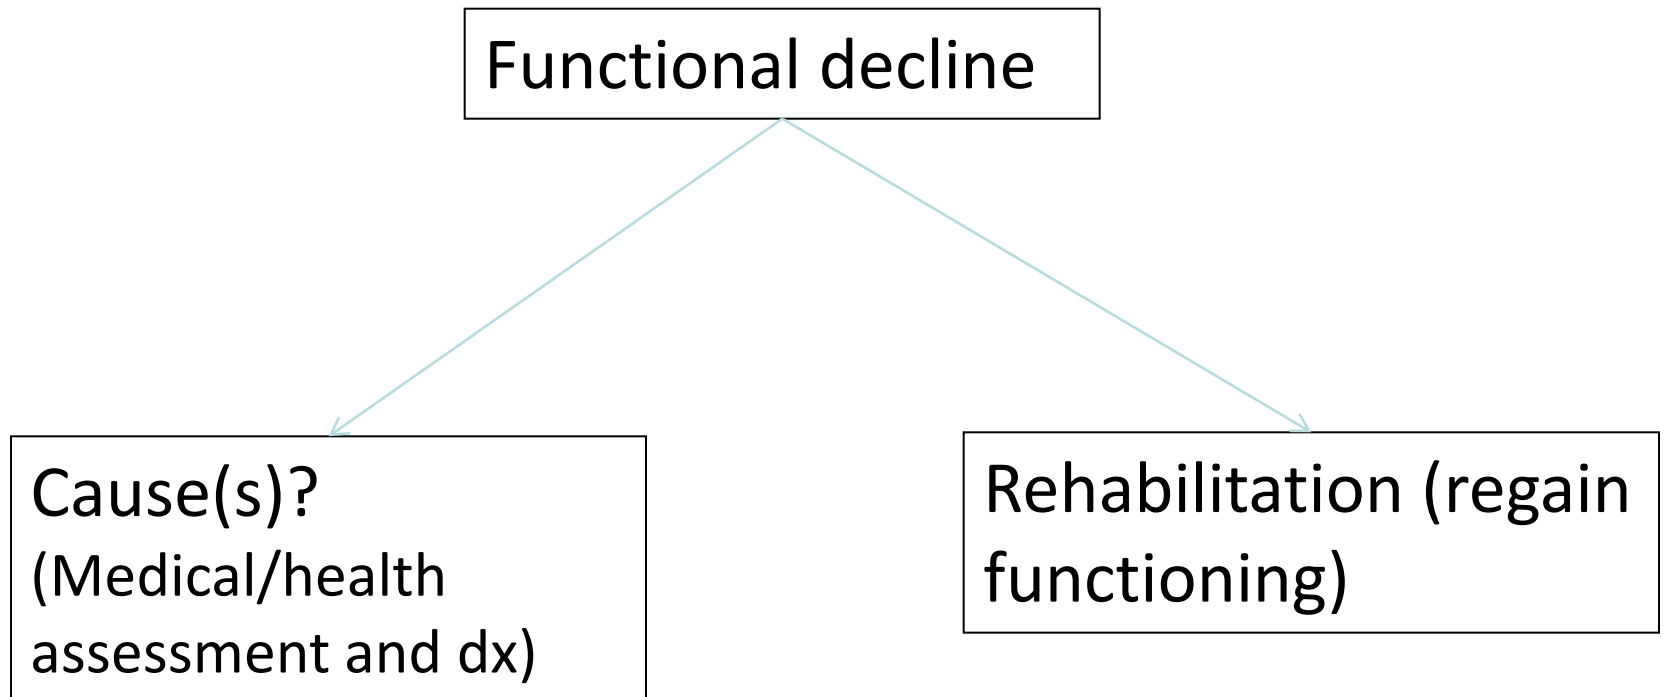 Functional decline
Cause(s)?
(Medical/health
assessment and dx)
Rehabilitation (regain
functioning)